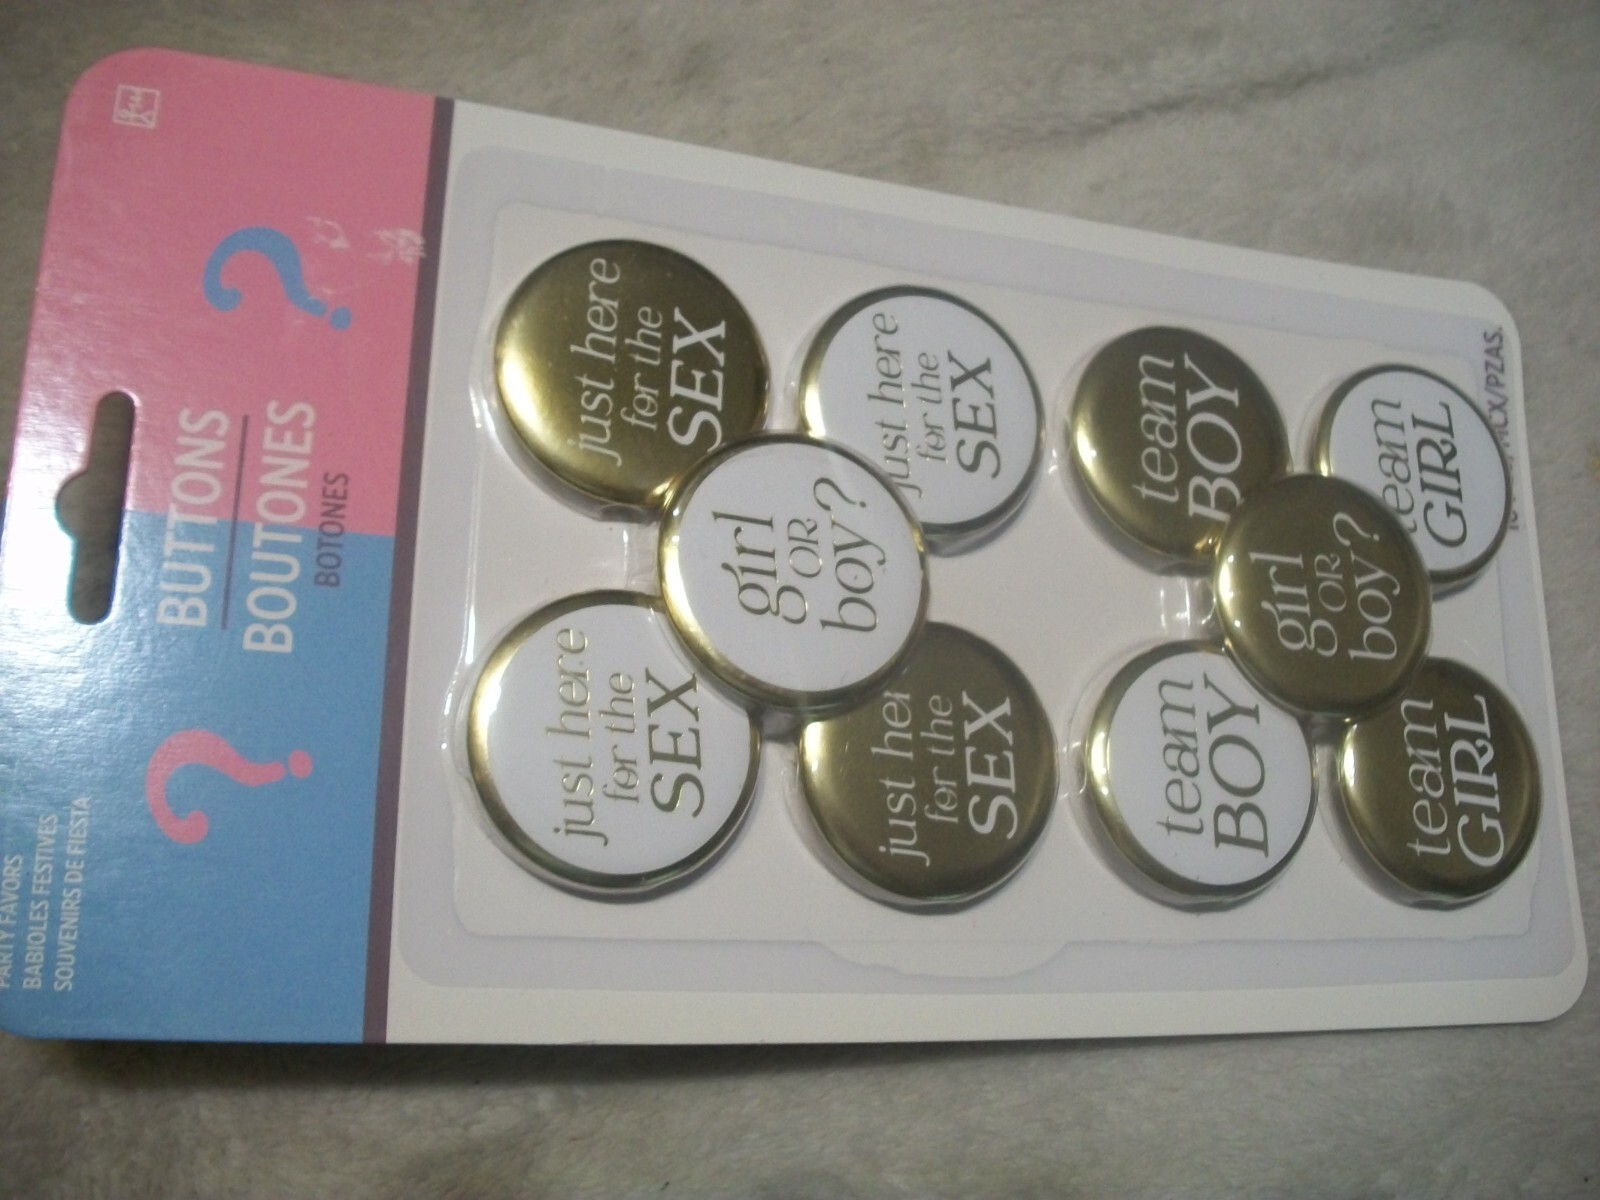 PARTY FAVORS
BABIOLES FESTIVES
SOUVENIRS DE FIESTA
BUTTONS
BOUTONES
BOTONES
just here
for the
SEX
just here
for the
SEX
girl
OR
boy?
just here
for the
SEX
just her
for the
SEX
team
BOY
team
BOY
girl
OR
boy?
team
GIRL
team
GIRL
MCX/PZAS.